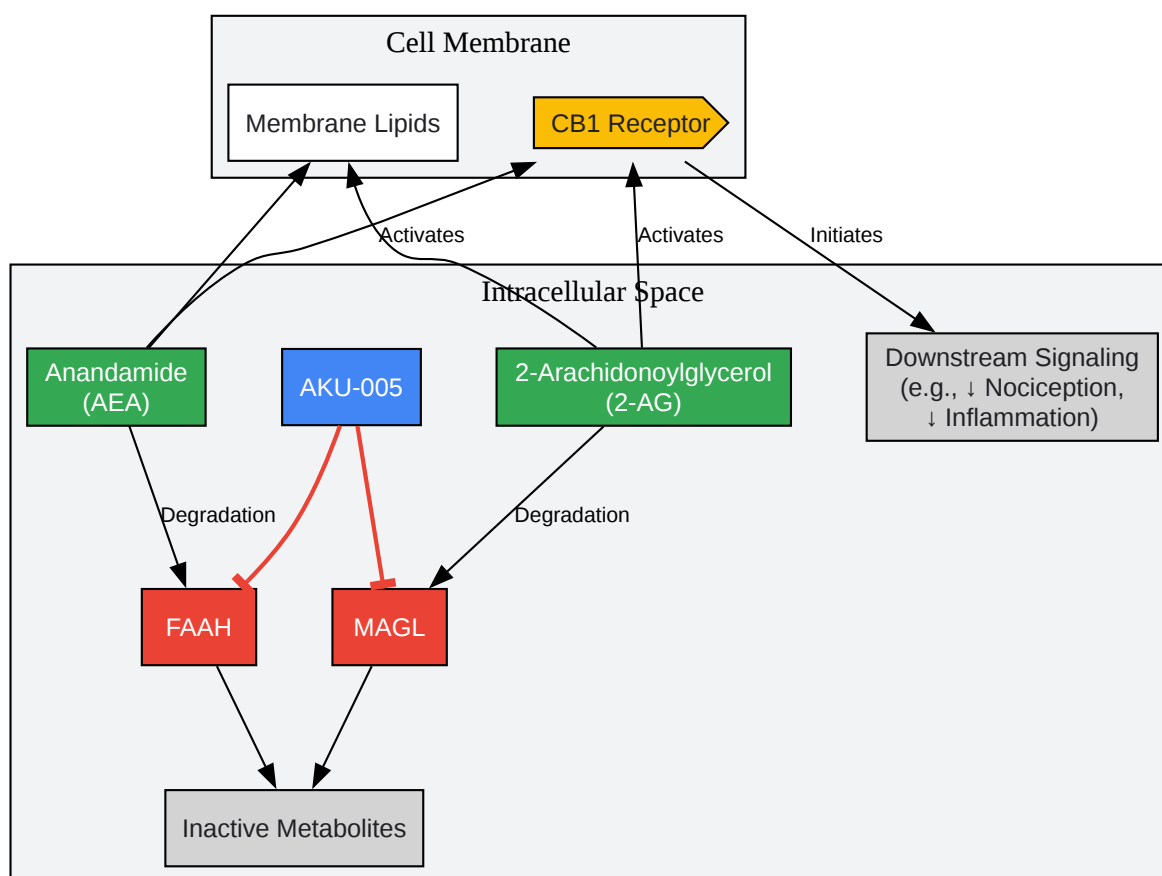 Cell Membrane
Membrane Lipids
CB1 Receptor
Activates
Activates
Initiates
Intracellular Space
Anandamide
(AEA)
AKU-005
2-Arachidonoylglycerol
(2-AG)
Downstream Signaling
(e.g., ↓ Nociception,
↓ Inflammation)
Degradation
Degradation
FAAH
MAGL
Inactive Metabolites